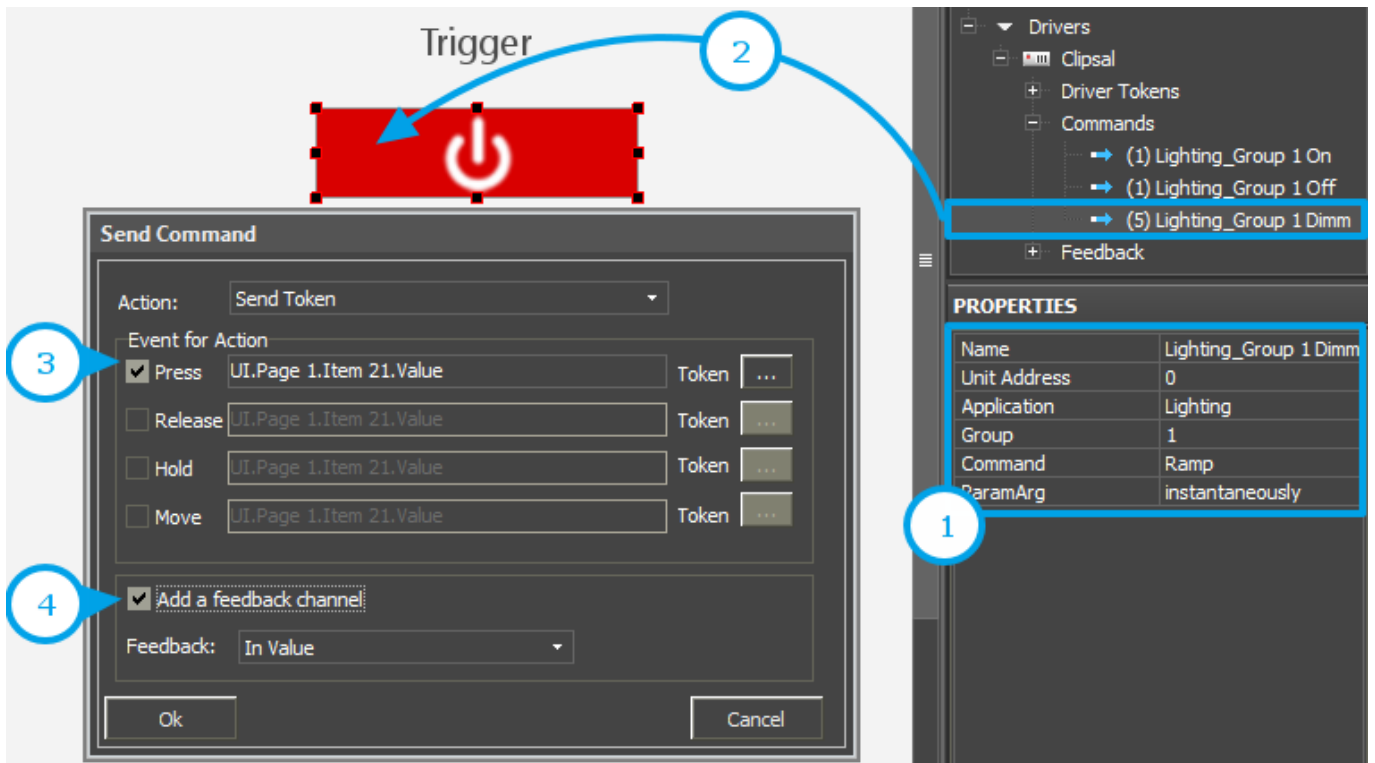 Trigger
2
Send Command
Action: Send Token
Event for Action
3
Press UI.Page 1.Item 21.Value Token ...
Release UI.Page 1.Item 21.Value Token ...
Hold UI.Page 1.Item 21.Value Token ...
Move UI.Page 1.Item 21.Value Token ...
4
Add a feedback channel
Feedback: In Value
Ok Cancel
Drivers
Clipsal
Driver Tokens
Commands
(1) Lighting_Group 1 On
(1) Lighting_Group 1 Off
(5) Lighting_Group 1 Dimm
Feedback
PROPERTIES
Name Lighting_Group 1 Dimm
Unit Address 0
Application Lighting
Group 1
Command Ramp
ParamArg instantaneously
1